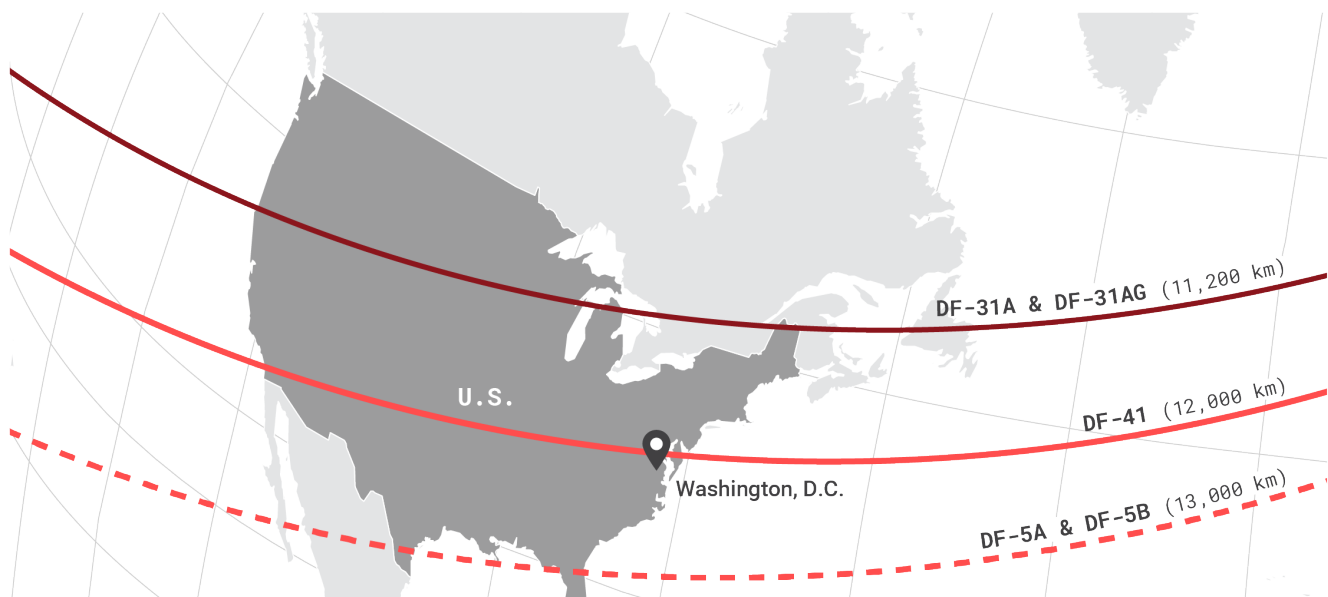 DF-31A & DF-31AG (11,200 km)
U.S.
DF-41 (12,000 km)
Washington, D.C.
DF-5A & DF-5B (13,000 km)